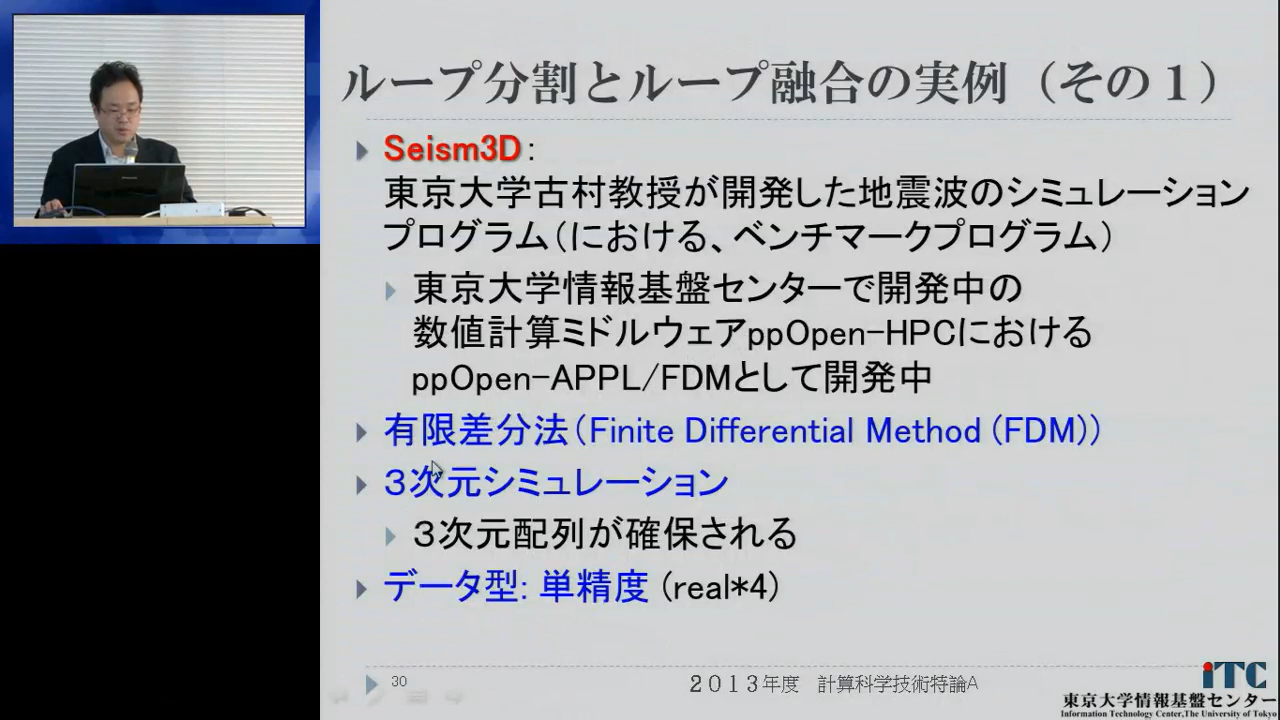 ループ分割とループ融合の実例（その１）
Seism3D：
東京大学古村教授が開発した地震波のシミュレーション
プログラム（における、ベンチマークプログラム）
東京大学情報基盤センターで開発中の
数値計算ミドルウェアppOpen-HPCにおける
ppOpen-APPL/FDMとして開発中
有限差分法（Finite Differential Method (FDM)）
３次元シミュレーション
３次元配列が確保される
データ型: 単精度 (real*4)
30
２０１３年度　計算科学技術特論A
iTC
東京大学情報基盤センター
Information Technology Center,The University of Tokyo